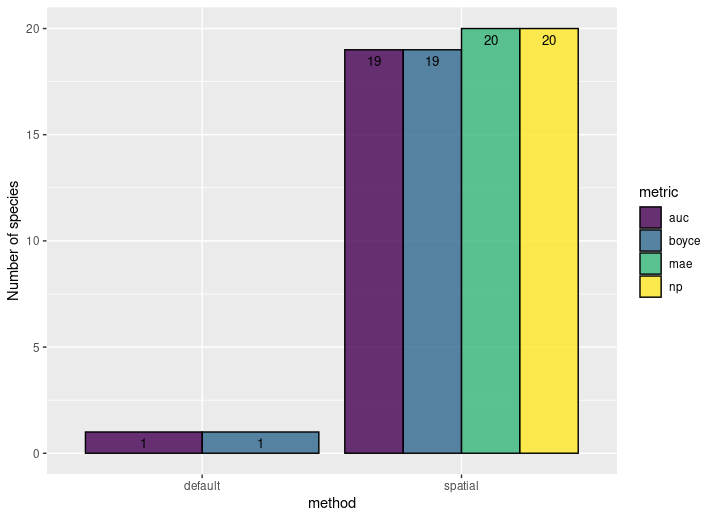 20
15
10
5
0
Number of species
1
1
19
19
20
20
default
spatial
method
metric
auc
boyce
mae
np